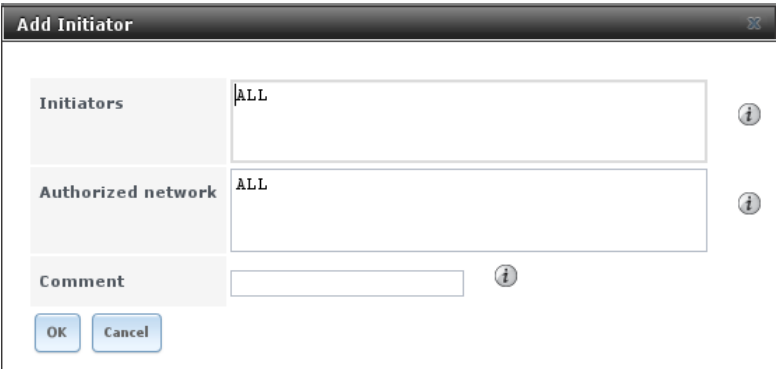 Add Initiator
Initiators
ALL
Authorized network
ALL
Comment
OK Cancel